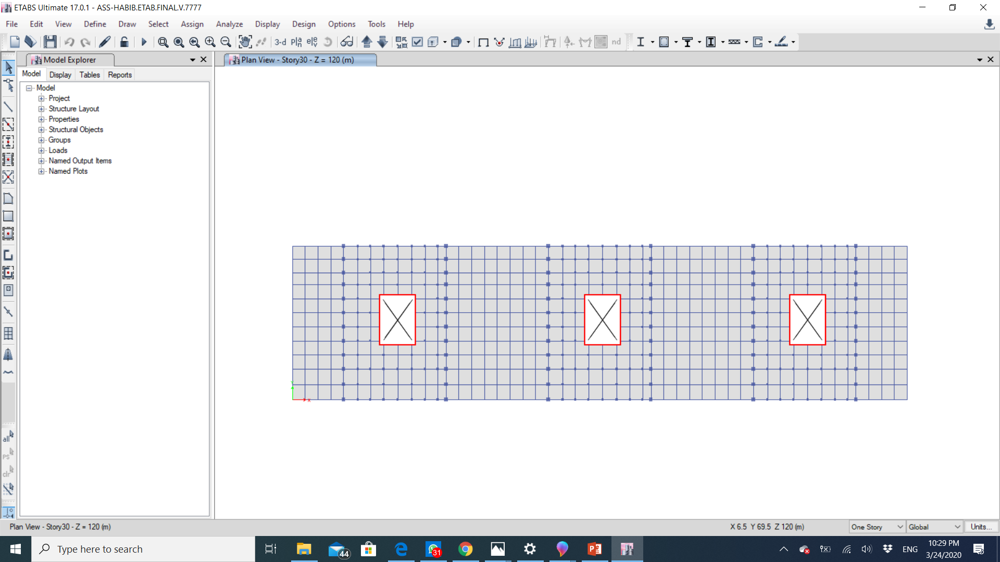 ETABS Ultimate 17.0.1 - ASS-HABIB.ETAB.FINAL.V.7777
File Edit View Define Draw Select Assign Analyze Display Design Options Tools Help
3-d nd
Model Explorer
Plan View - Story30 - Z = 120 (m)
Model Display Tables Reports
Model
Project
Structure Layout
Properties
Structural Objects
Groups
Loads
Named Output Items
Named Plots
X
all
ps
clr
Plan View - Story30 - Z = 120 (m)
X 6.5 Y 69.5 Z 120 (m)
One Story
Global
Units...
Type here to search
44
31
ENG
10:29 PM
3/24/2020